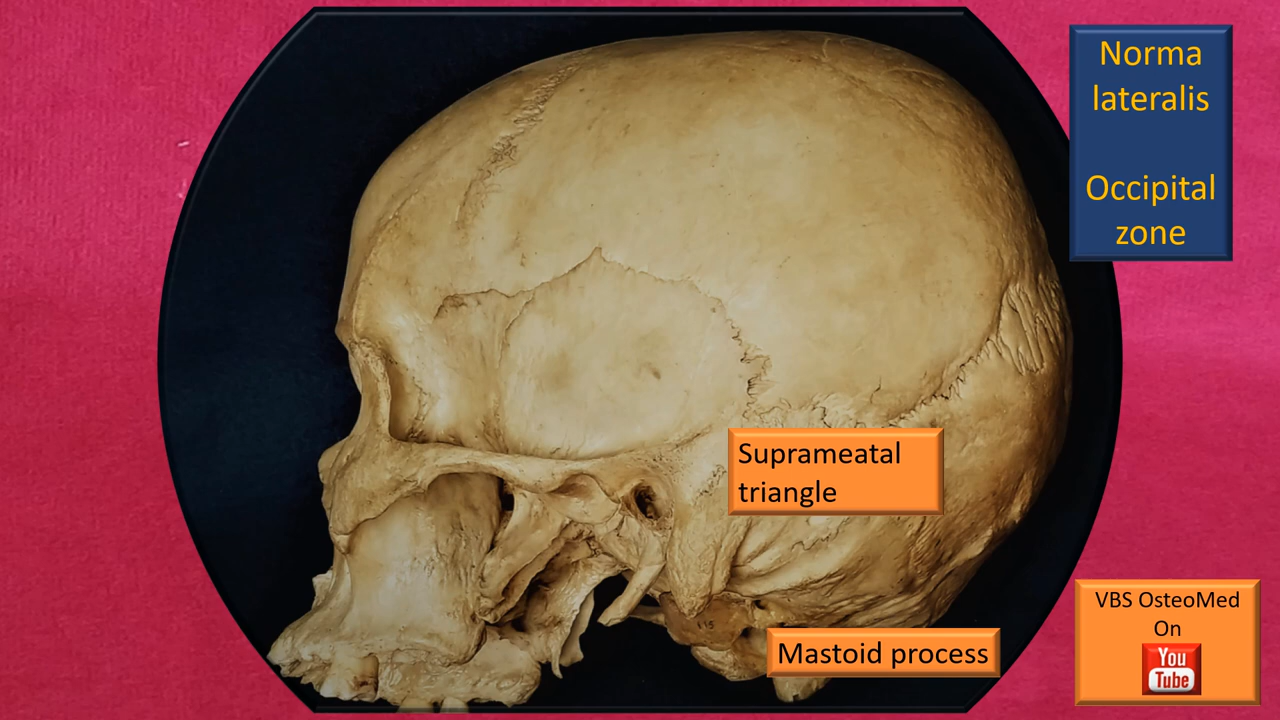 Norma
lateralis
Occipital
zone
Suprameatal
triangle
Mastoid process
VBS OsteoMed
On
You
Tube